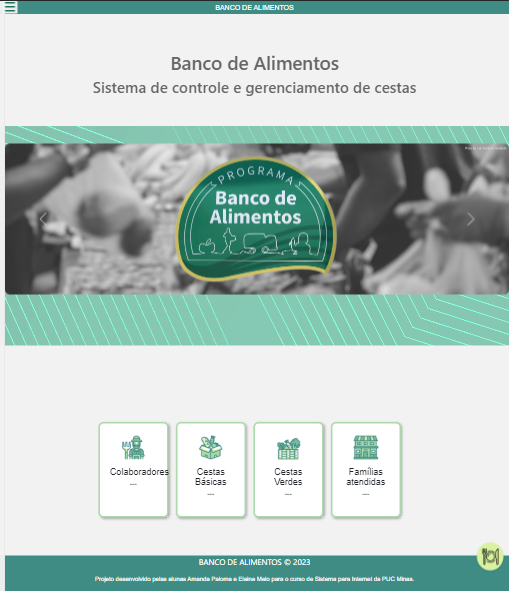 BANCO DE ALIMENTOS
Banco de Alimentos
Sistema de controle e gerenciamento de cestas
PROGRAMA
Banco de
Alimentos
Colaboradores
---
Cestas
Básicas
---
Cestas
Verdes
---
Famílias
atendidas
---
BANCO DE ALIMENTOS © 2023
Projeto desenvolvido pelas alunas Amanda Paloma e Elaine Melo para o curso de Sistema para Internet da PUC Minas.